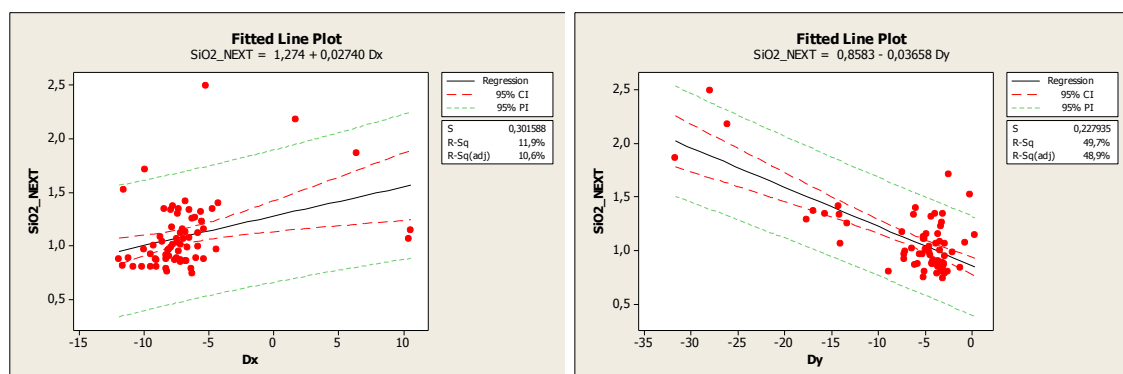 Fitted Line Plot
SiO2_NEXT = 1,274 + 0,02740 Dx
2,5
2,0
1,5
1,0
0,5
SiO2_NEXT
-15
-10
-5
0
5
10
Dx
Regression
95% CI
95% PI
S 0,301588
R-Sq 11,9%
R-Sq(adj) 10,6%
Fitted Line Plot
SiO2_NEXT = 0,8583 - 0,03658 Dy
2,5
2,0
1,5
1,0
0,5
SiO2_NEXT
-35
-30
-25
-20
-15
-10
-5
0
Dy
Regression
95% CI
95% PI
S 0,227935
R-Sq 49,7%
R-Sq(adj) 48,9%